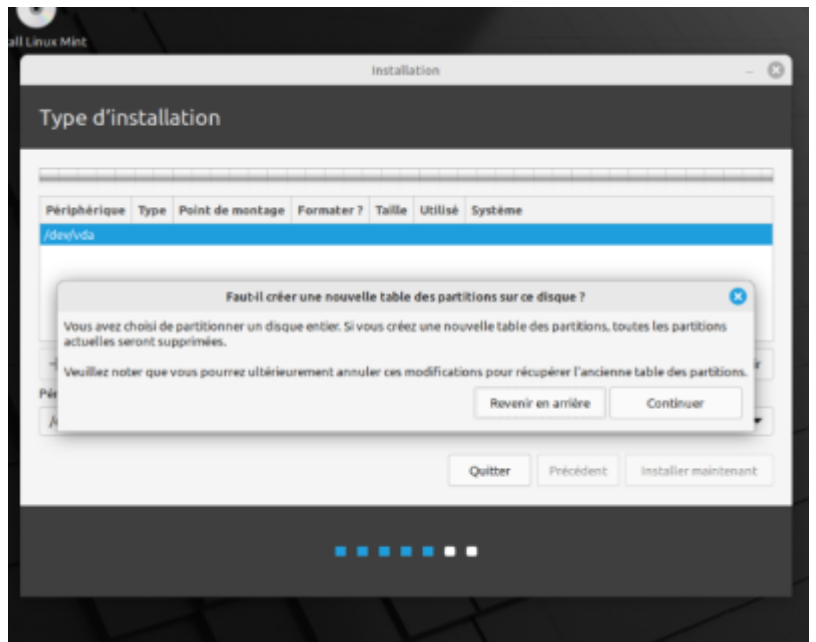 all Linux Mint
Installation
Type d'installation
Périphérique Type Point de montage Formater ? Taille Utilisé Système
/dev/vda
Faut-il créer une nouvelle table des partitions sur ce disque ?
Vous avez choisi de partitionner un disque entier. Si vous créez une nouvelle table des partitions, toutes les partitions
actuelles seront supprimées.
Veuillez noter que vous pourrez ultérieurement annuler ces modifications pour récupérer l'ancienne table des partitions.
Revenir en arrière Continuer
Quitter Précédent Installer maintenant